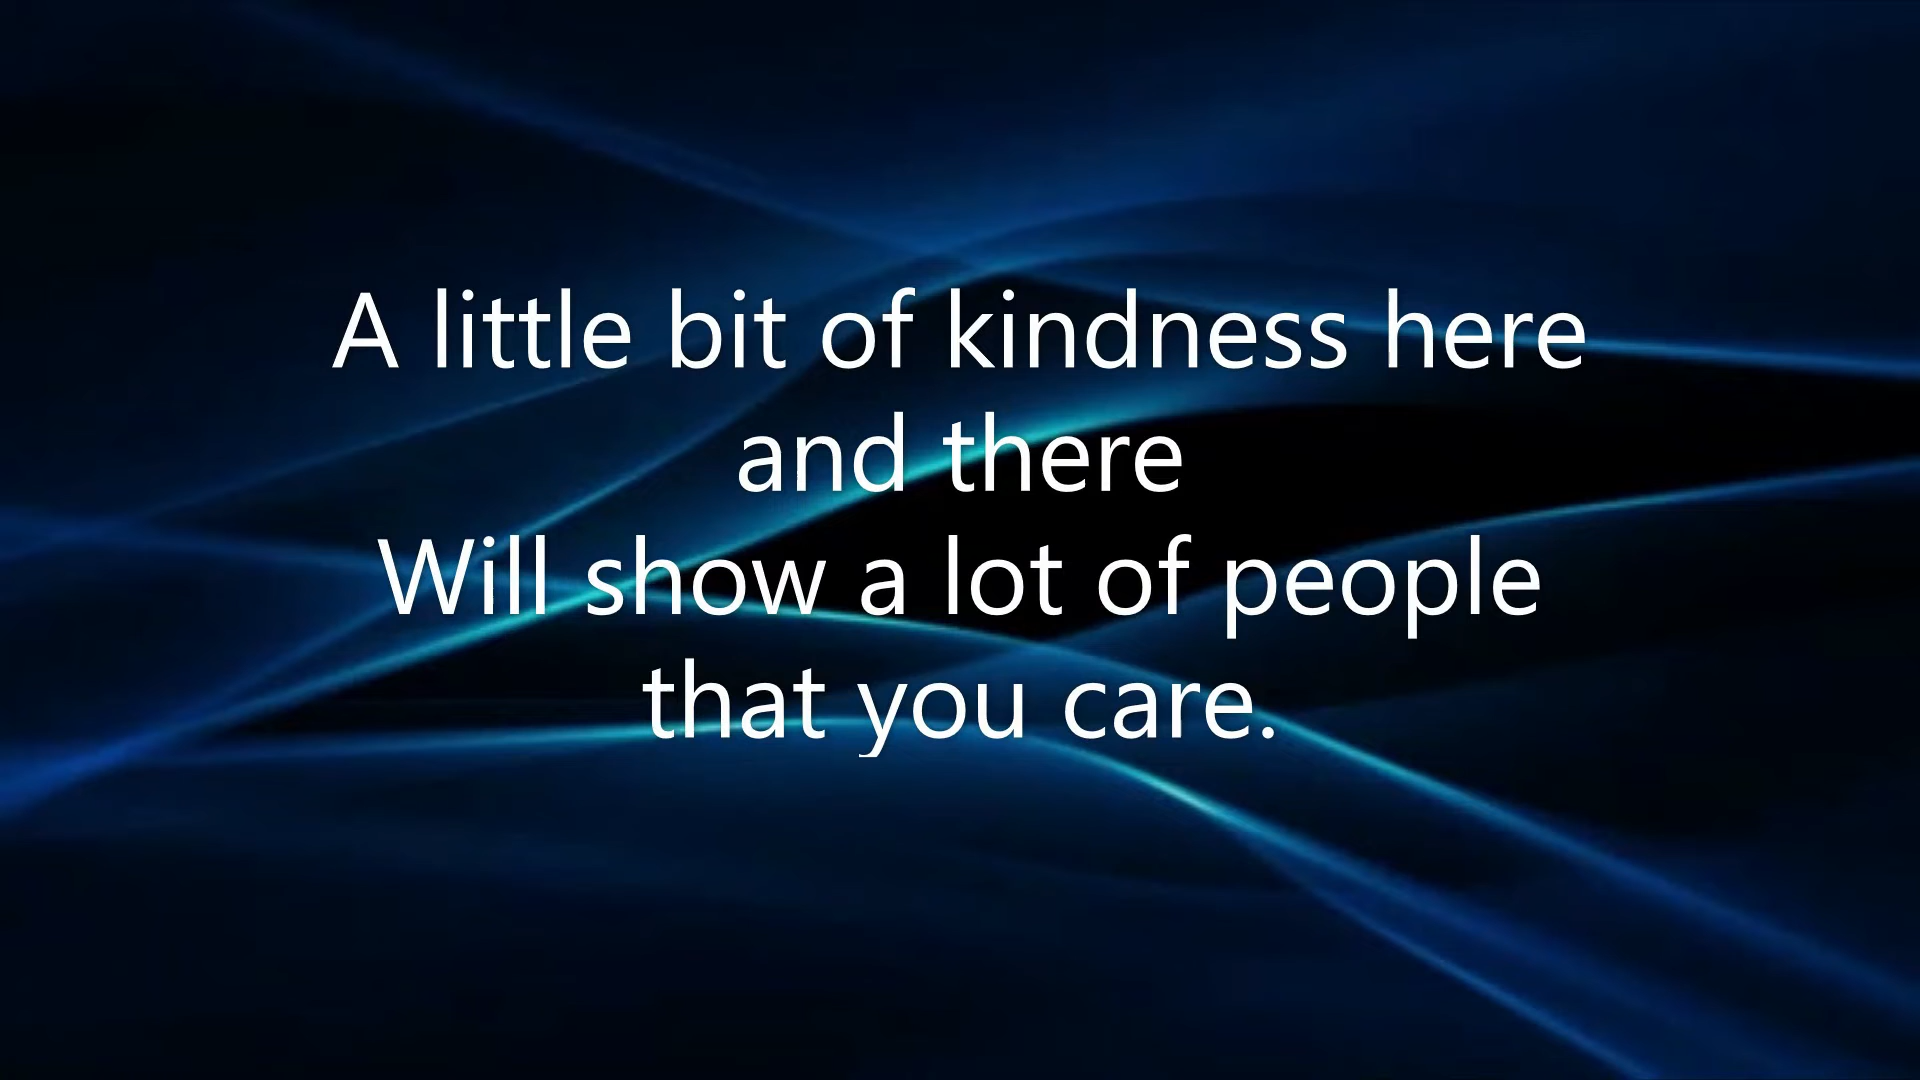 A little bit of kindness here
and there
Will show a lot of people
that you care.